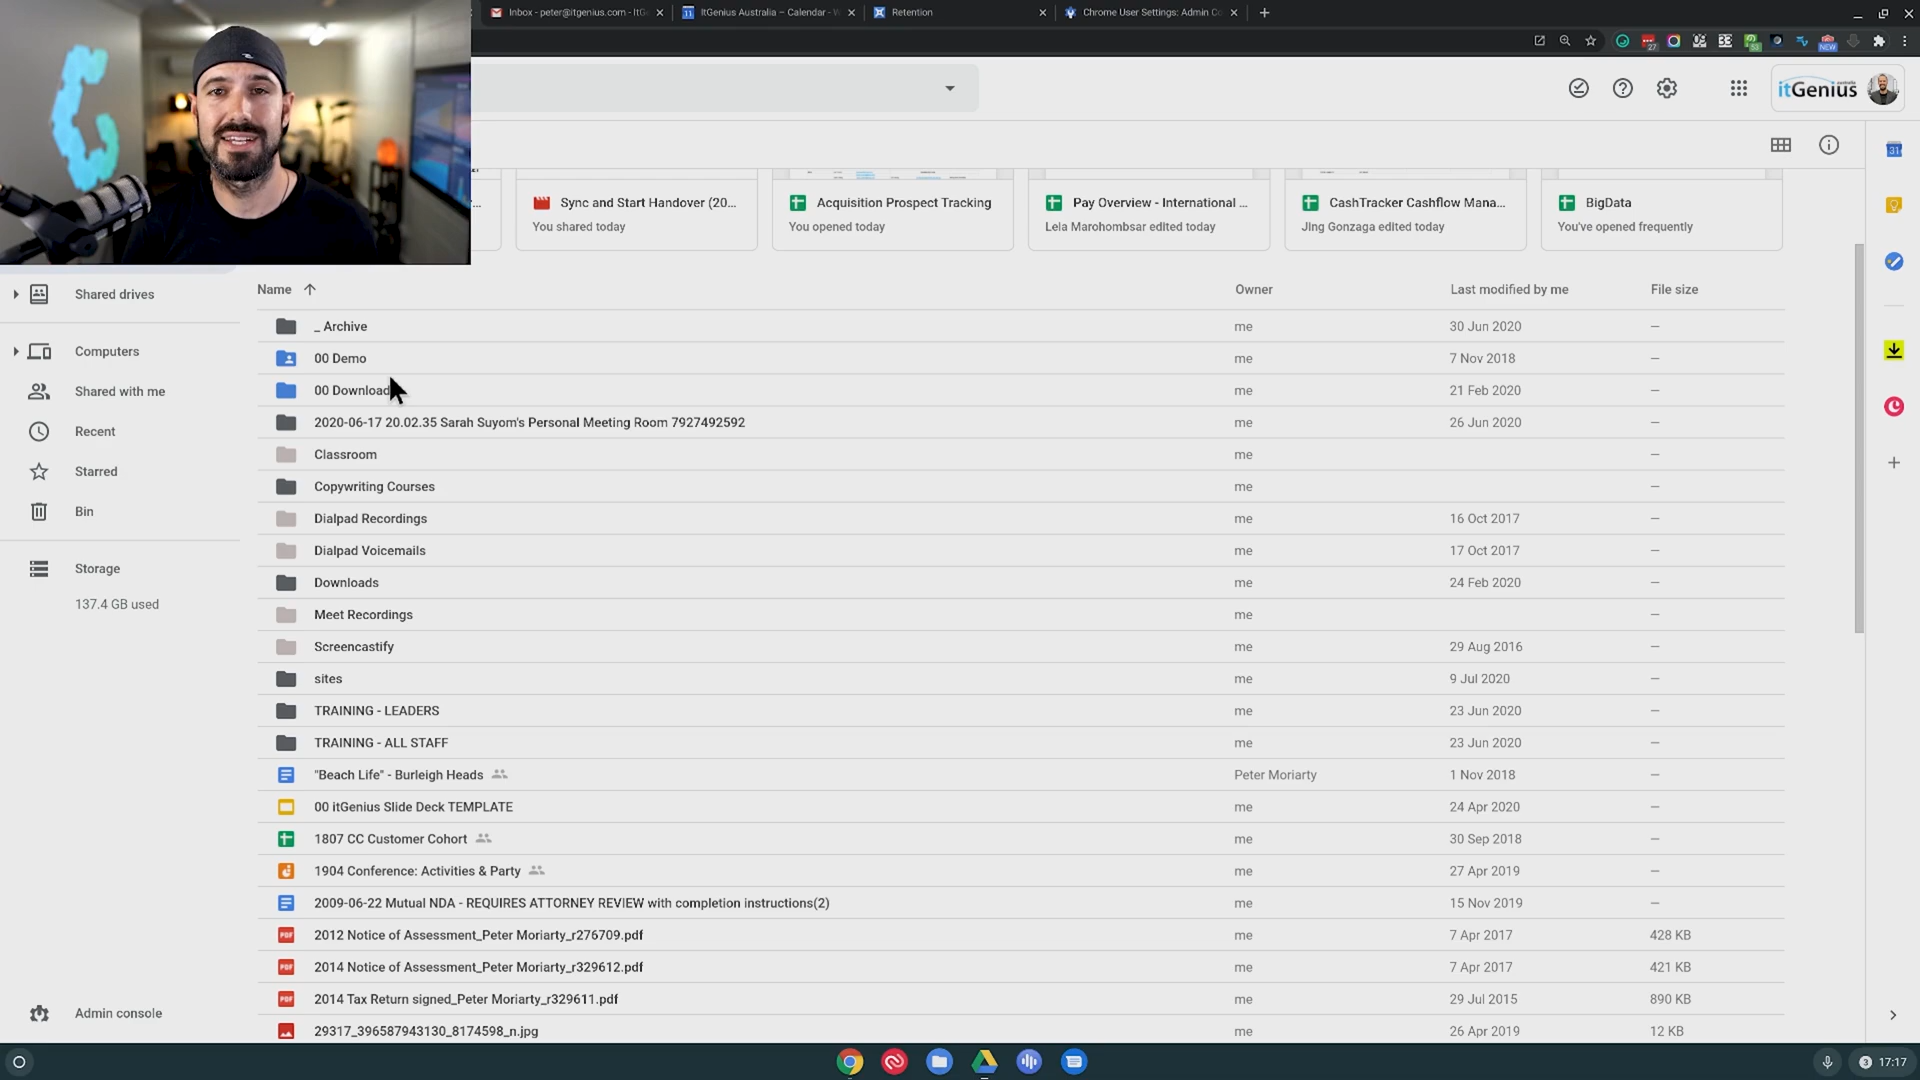 Inbox - peter@itgenius.com - ItG
ItGenius Australia – Calendar - W
Retention
Chrome User Settings: Admin Co
27
53
NEW
itGenius
australia
31
Sync and Start Handover (20...
You shared today
Acquisition Prospect Tracking
You opened today
Pay Overview - International ...
Lela Marohombsar edited today
CashTracker Cashflow Mana...
Jing Gonzaga edited today
BigData
You've opened frequently
Shared drives
Computers
Shared with me
Recent
Starred
Bin
Storage
137.4 GB used
Admin console
Name Owner Last modified by me File size
_ Archive me 30 Jun 2020 –
00 Demo me 7 Nov 2018 –
00 Download me 21 Feb 2020 –
2020-06-17 20.02.35 Sarah Suyom's Personal Meeting Room 7927492592 me 26 Jun 2020 –
Classroom me –
Copywriting Courses me –
Dialpad Recordings me 16 Oct 2017 –
Dialpad Voicemails me 17 Oct 2017 –
Downloads me 24 Feb 2020 –
Meet Recordings me –
Screencastify me 29 Aug 2016 –
sites me 9 Jul 2020 –
TRAINING - LEADERS me 23 Jun 2020 –
TRAINING - ALL STAFF me 23 Jun 2020 –
"Beach Life" - Burleigh Heads Peter Moriarty 1 Nov 2018 –
00 itGenius Slide Deck TEMPLATE me 24 Apr 2020 –
1807 CC Customer Cohort me 30 Sep 2018 –
1904 Conference: Activities & Party me 27 Apr 2019 –
2009-06-22 Mutual NDA - REQUIRES ATTORNEY REVIEW with completion instructions(2) me 15 Nov 2019 –
PDF 2012 Notice of Assessment_Peter Moriarty_r276709.pdf me 7 Apr 2017 428 KB
PDF 2014 Notice of Assessment_Peter Moriarty_r329612.pdf me 7 Apr 2017 421 KB
PDF 2014 Tax Return signed_Peter Moriarty_r329611.pdf me 29 Jul 2015 890 KB
29317_396587943130_8174598_n.jpg me 26 Apr 2019 12 KB
3 17:17